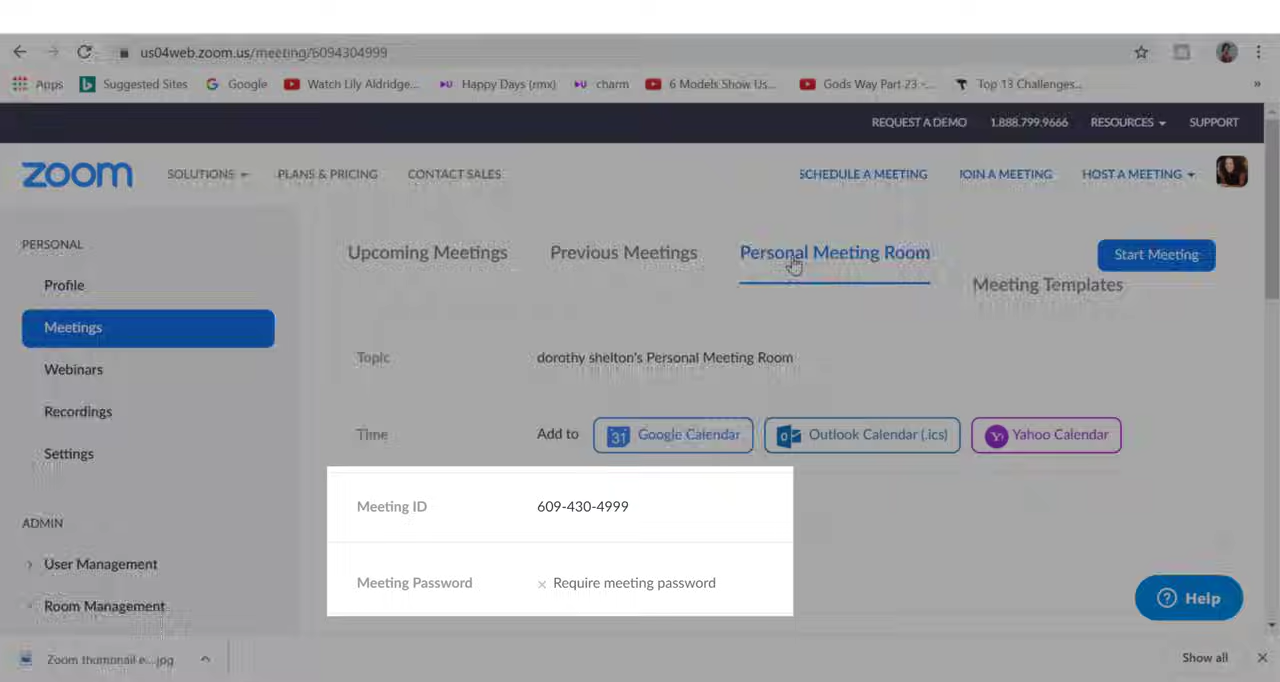 us04web.zoom.us/meeting/6094304999
Apps Suggested Sites Google Watch Lily Aldridge... Happy Days (rmx) charm 6 Models Show Us... Gods Way Part 23 -... Top 13 Challenges... »
REQUEST A DEMO 1.888.799.9666 RESOURCES SUPPORT
zoom SOLUTIONS PLANS & PRICING CONTACT SALES SCHEDULE A MEETING JOIN A MEETING HOST A MEETING
PERSONAL
Upcoming Meetings Previous Meetings Personal Meeting Room Start Meeting
Profile
Meeting Templates
Meetings
Topic dorothy shelton's Personal Meeting Room
Webinars
Recordings
Time Add to 31 Google Calendar Outlook Calendar (.ics) Yahoo Calendar
Settings
Meeting ID 609-430-4999
ADMIN
User Management
Meeting Password × Require meeting password
Room Management
Help
Zoom thumbnail e...jpg Show all